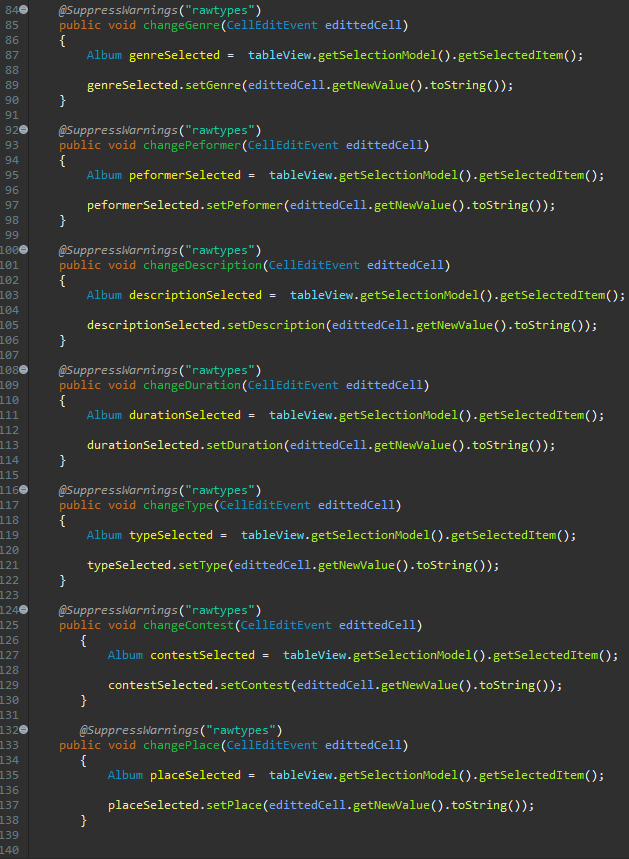 84 @SuppressWarnings("rawtypes")
85 public void changeGenre(CellEditEvent edittedCell)
86 {
87 Album genreSelected =  tableView.getSelectionModel().getSelectedItem();
88
89 genreSelected.setGenre(edittedCell.getNewValue().toString());
90 }
91
92 @SuppressWarnings("rawtypes")
93 public void changePeformer(CellEditEvent edittedCell)
94 {
95 Album peformerSelected =  tableView.getSelectionModel().getSelectedItem();
96
97 peformerSelected.setPeformer(edittedCell.getNewValue().toString());
98 }
99
100 @SuppressWarnings("rawtypes")
101 public void changeDescription(CellEditEvent edittedCell)
102 {
103 Album descriptionSelected =  tableView.getSelectionModel().getSelectedItem();
104
105 descriptionSelected.setDescription(edittedCell.getNewValue().toString());
106 }
107
108 @SuppressWarnings("rawtypes")
109 public void changeDuration(CellEditEvent edittedCell)
110 {
111 Album durationSelected =  tableView.getSelectionModel().getSelectedItem();
112
113 durationSelected.setDuration(edittedCell.getNewValue().toString());
114 }
115
116 @SuppressWarnings("rawtypes")
117 public void changeType(CellEditEvent edittedCell)
118 {
119 Album typeSelected =  tableView.getSelectionModel().getSelectedItem();
120
121 typeSelected.setType(edittedCell.getNewValue().toString());
122 }
123
124 @SuppressWarnings("rawtypes")
125 public void changeContest(CellEditEvent edittedCell)
126 {
127 Album contestSelected =  tableView.getSelectionModel().getSelectedItem();
128
129 contestSelected.setContest(edittedCell.getNewValue().toString());
130 }
131
132 @SuppressWarnings("rawtypes")
133 public void changePlace(CellEditEvent edittedCell)
134 {
135 Album placeSelected =  tableView.getSelectionModel().getSelectedItem();
136
137 placeSelected.setPlace(edittedCell.getNewValue().toString());
138 }
139
140